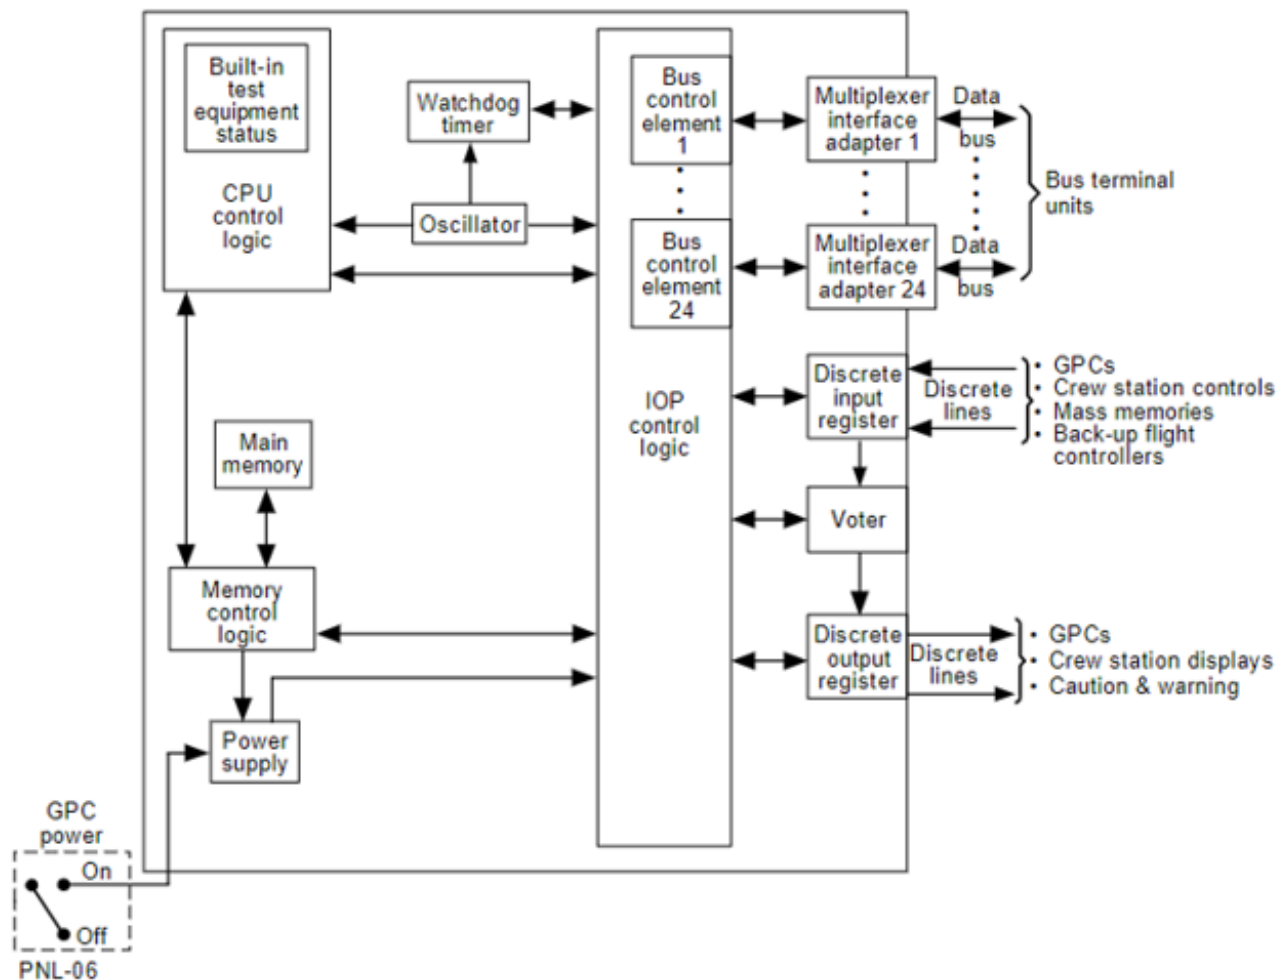 Built-in
test
equipment
status
CPU
control
logic
Watchdog
timer
Oscillator
Main
memory
Memory
control
logic
Power
supply
GPC
power
On
Off
PNL-06
Bus
control
element
1
Bus
control
element
24
IOP
control
logic
Multiplexer
interface
adapter 1
Multiplexer
interface
adapter 24
Data
bus
Data
bus
Bus terminal
units
Discrete
input
register
Discrete
lines
• GPCs
• Crew station controls
• Mass memories
• Back-up flight
controllers
Voter
Discrete
output
register
Discrete
lines
• GPCs
• Crew station displays
• Caution & warning